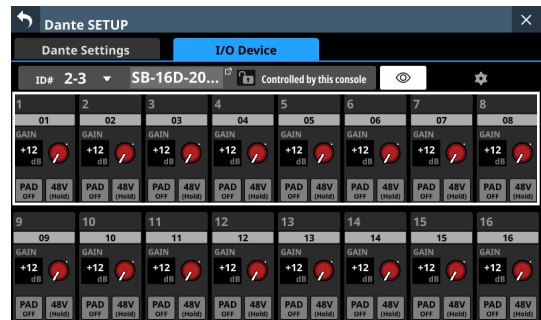 Dante SETUP
Dante Settings I/O Device
ID# 2-3 SB-16D-20... Controlled by this console
1 2 3 4 5 6 7 8
01 02 03 04 05 06 07 08
GAIN GAIN GAIN GAIN GAIN GAIN GAIN GAIN
+12 +12 +12 +12 +12 +12 +12 +12
dB dB dB dB dB dB dB dB
PAD 48V PAD 48V PAD 48V PAD 48V PAD 48V PAD 48V PAD 48V PAD 48V
OFF (Hold) OFF (Hold) OFF (Hold) OFF (Hold) OFF (Hold) OFF (Hold) OFF (Hold) OFF (Hold)
9 10 11 12 13 14 15 16
09 10 11 12 13 14 15 16
GAIN GAIN GAIN GAIN GAIN GAIN GAIN GAIN
+12 +12 +12 +12 +12 +12 +12 +12
dB dB dB dB dB dB dB dB
PAD 48V PAD 48V PAD 48V PAD 48V PAD 48V PAD 48V PAD 48V PAD 48V
OFF (Hold) OFF (Hold) OFF (Hold) OFF (Hold) OFF (Hold) OFF (Hold) OFF (Hold) OFF (Hold)